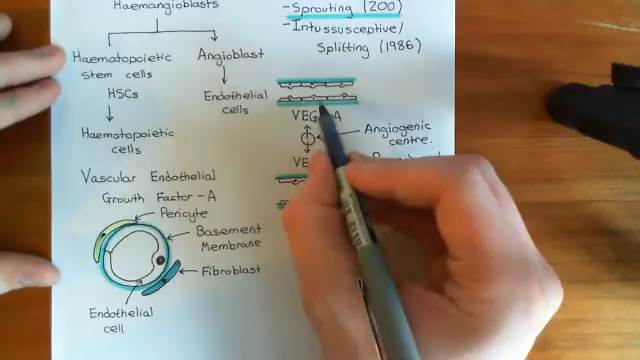 Haemangioblasts
Haematopoietic
stem cells
HSCs
Haematopoietic
cells
Angioblast
Endothelial
cells
Vascular Endothelial
Growth Factor-A
Pericyte
Basement
Membrane
Fibroblast
Endothelial
cell
-Sprouting (200)
-Intussusceptive/
Splitting (1986)
Angiogenic
centre.